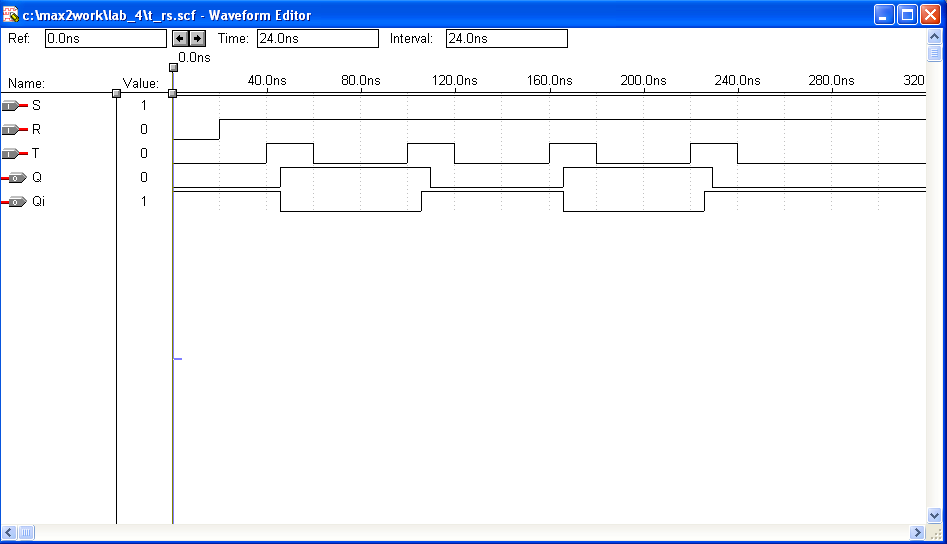 c:\max2work\lab_4\t_rs.scf - Waveform Editor
Ref: 0.0ns Time: 24.0ns Interval: 24.0ns
0.0ns
Name: Value: 40.0ns 80.0ns 120.0ns 160.0ns 200.0ns 240.0ns 280.0ns 320
S 1
R 0
T 0
Q 0
Qi 1